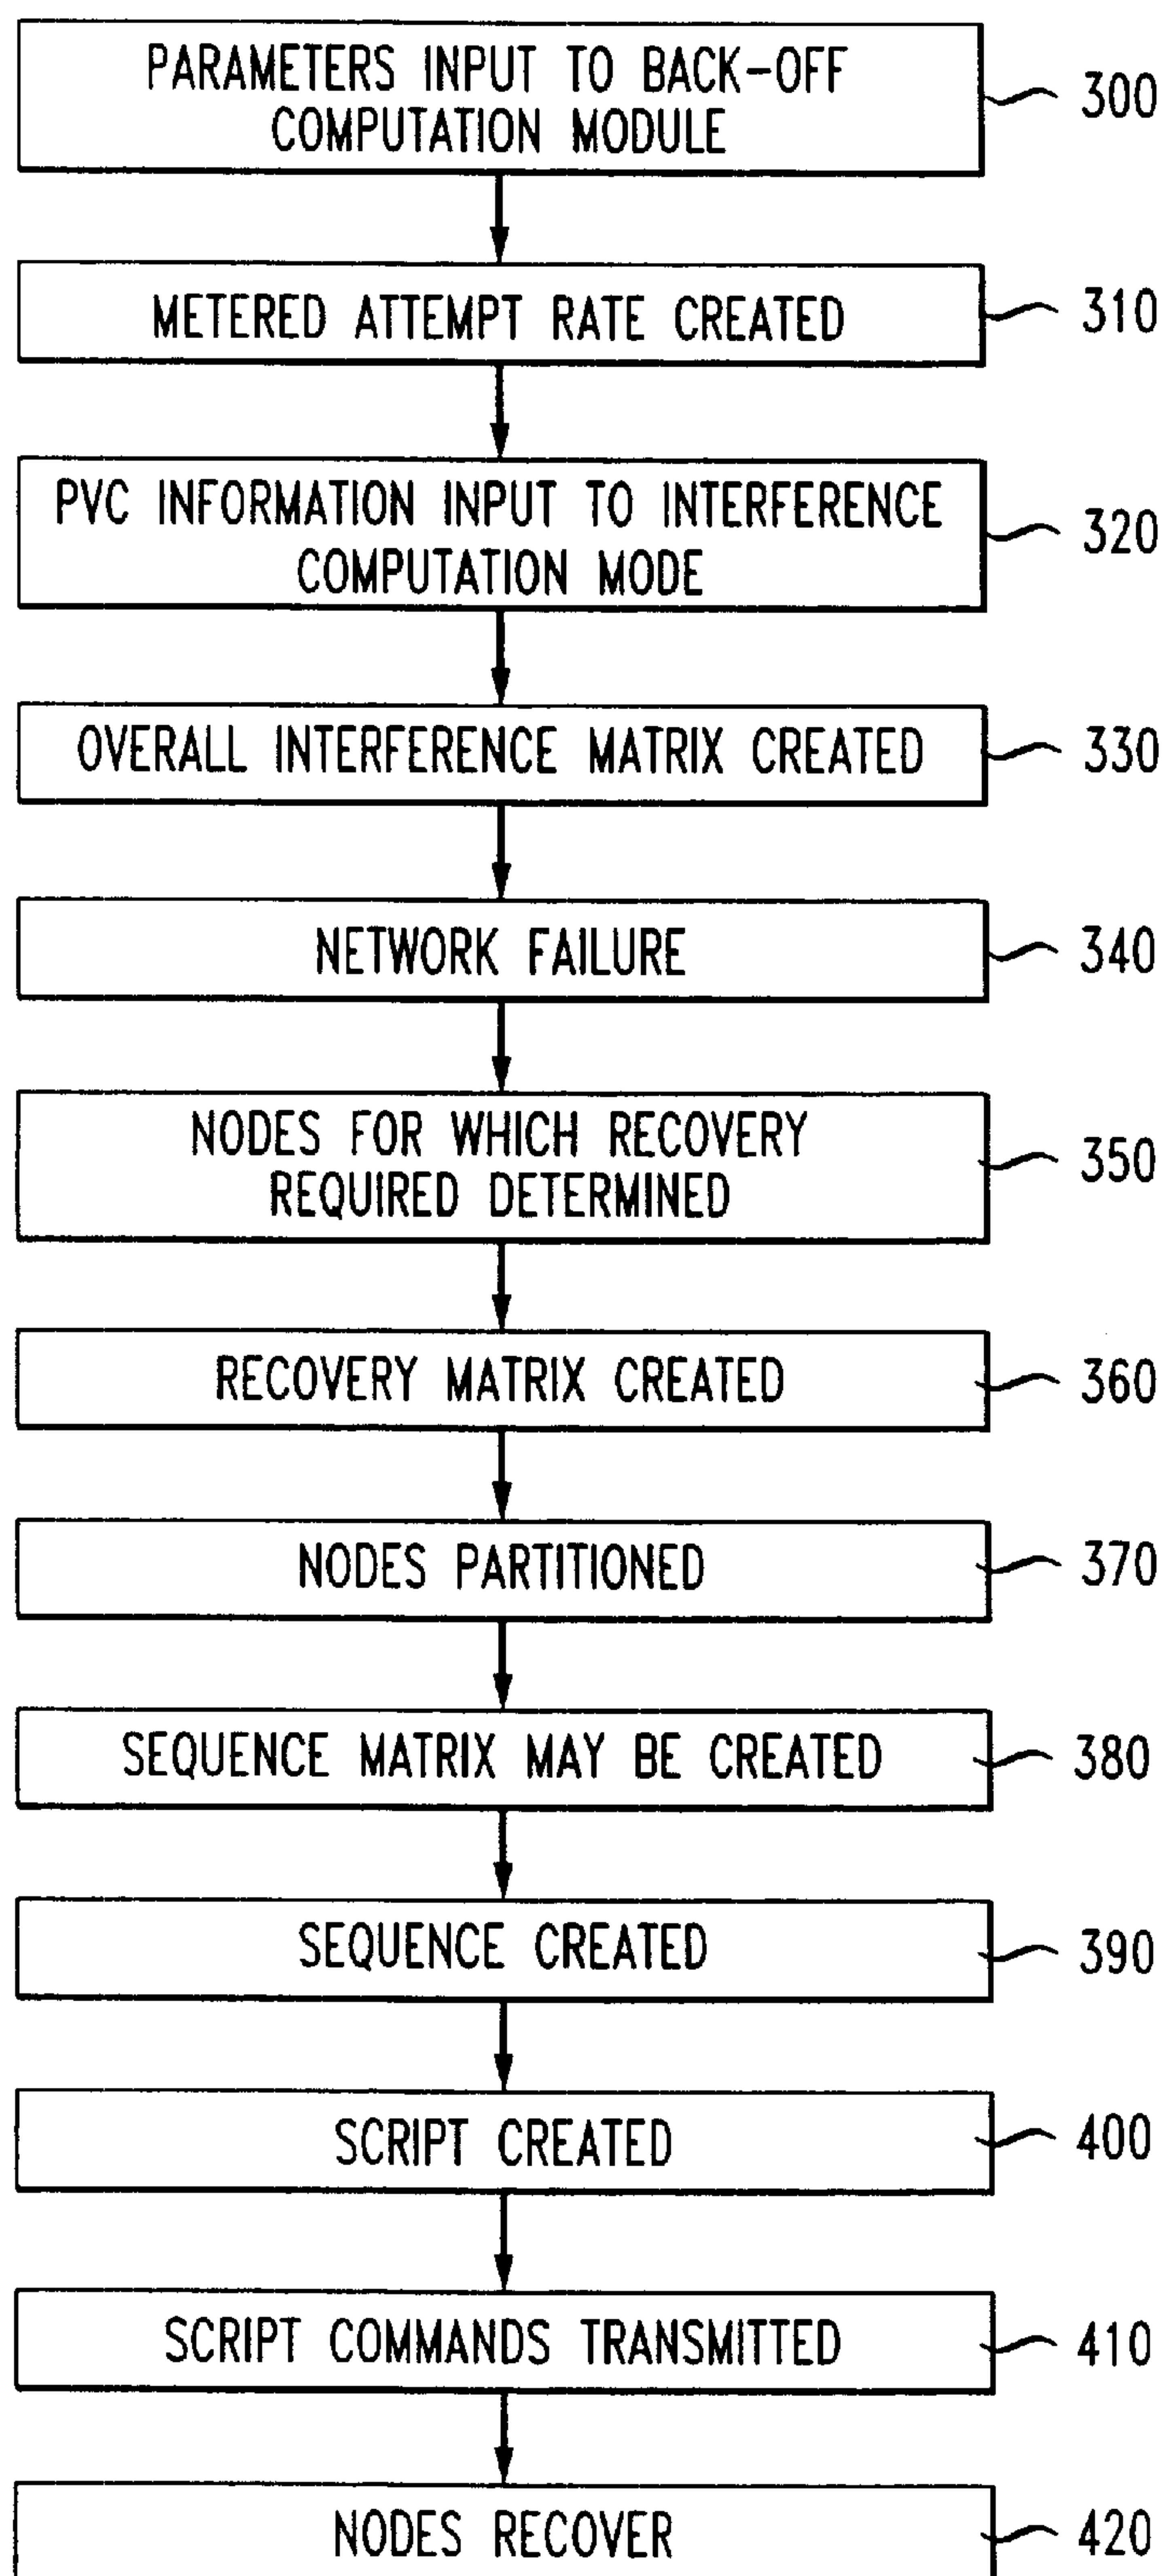 PARAMETERS INPUT TO BACK-OFF
COMPUTATION MODULE
300
METERED ATTEMPT RATE CREATED
310
PVC INFORMATION INPUT TO INTERFERENCE
COMPUTATION MODE
320
OVERALL INTERFERENCE MATRIX CREATED
330
NETWORK FAILURE
340
NODES FOR WHICH RECOVERY
REQUIRED DETERMINED
350
RECOVERY MATRIX CREATED
360
NODES PARTITIONED
370
SEQUENCE MATRIX MAY BE CREATED
380
SEQUENCE CREATED
390
SCRIPT CREATED
400
SCRIPT COMMANDS TRANSMITTED
410
NODES RECOVER
420